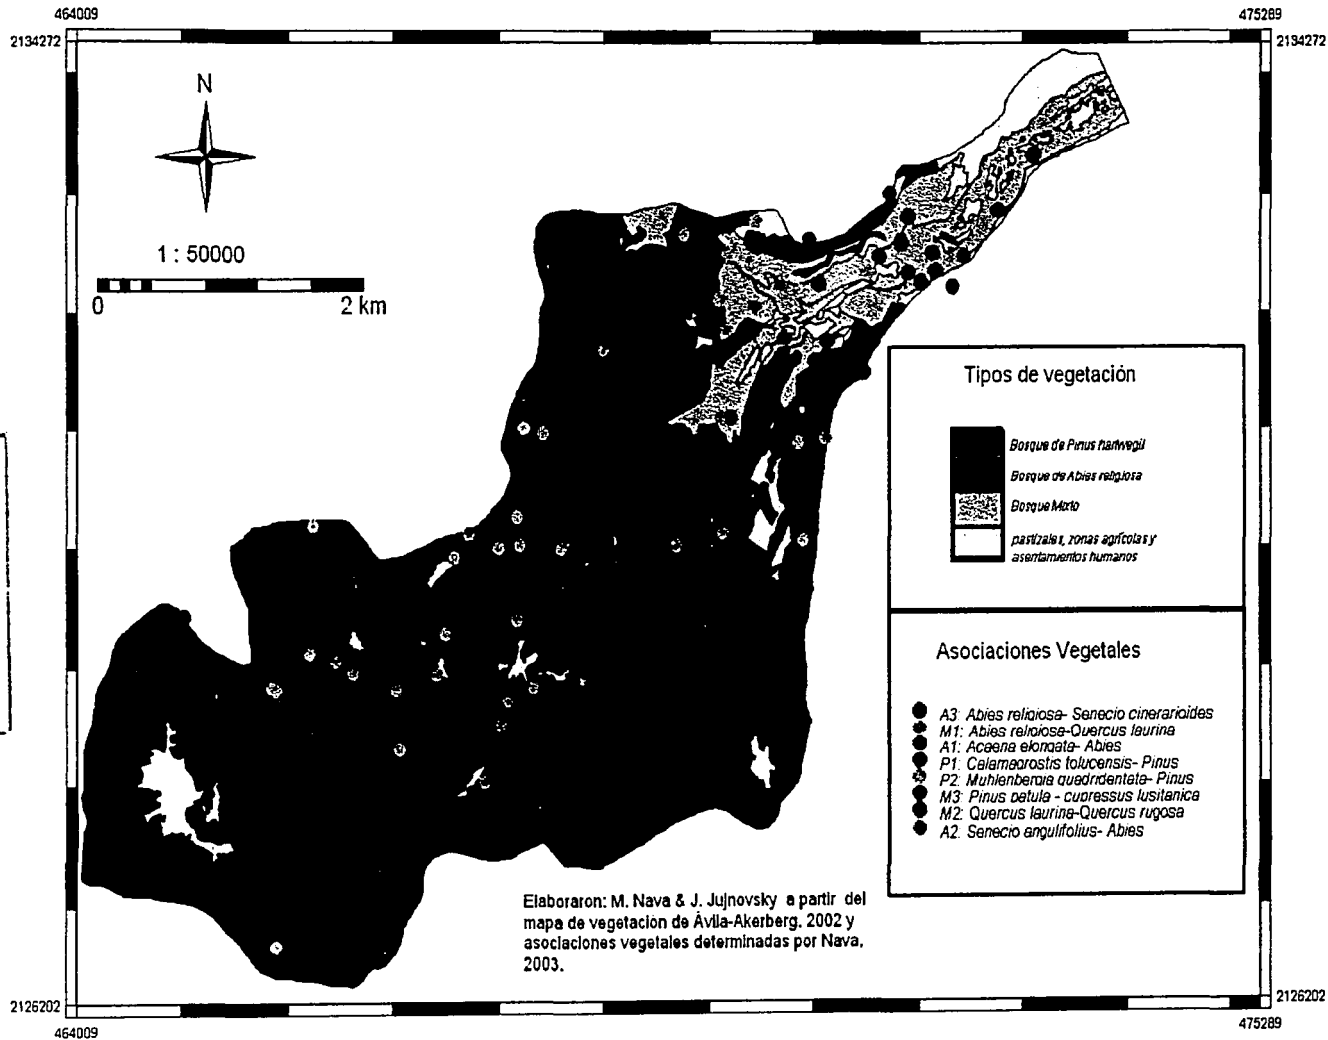 464009
475289
2134272
2134272
N
1 : 50000
0
2 km
Tipos de vegetación
Bosque de Pinus hartwegii
Bosque de Abies religiosa
Bosque Mixto
pastizales, zonas agrícolas y
asentamientos humanos
Asociaciones Vegetales
A3: Abies religiosa- Senecio cinerarioides
M1: Abies religiosa-Quercus laurina
A1: Acaena elongata- Abies
P1: Calamagrostis tolucensis- Pinus
P2: Muhlenbergia quadridentata- Pinus
M3: Pinus patula - cupressus lusitanica
M2: Quercus laurina-Quercus rugosa
A2: Senecio angulifolius- Abies
Elaboraron: M. Nava & J. Jujnovsky a partir del
mapa de vegetación de Ávila-Akerberg, 2002 y
asociaciones vegetales determinadas por Nava,
2003.
2126202
2126202
464009
475289